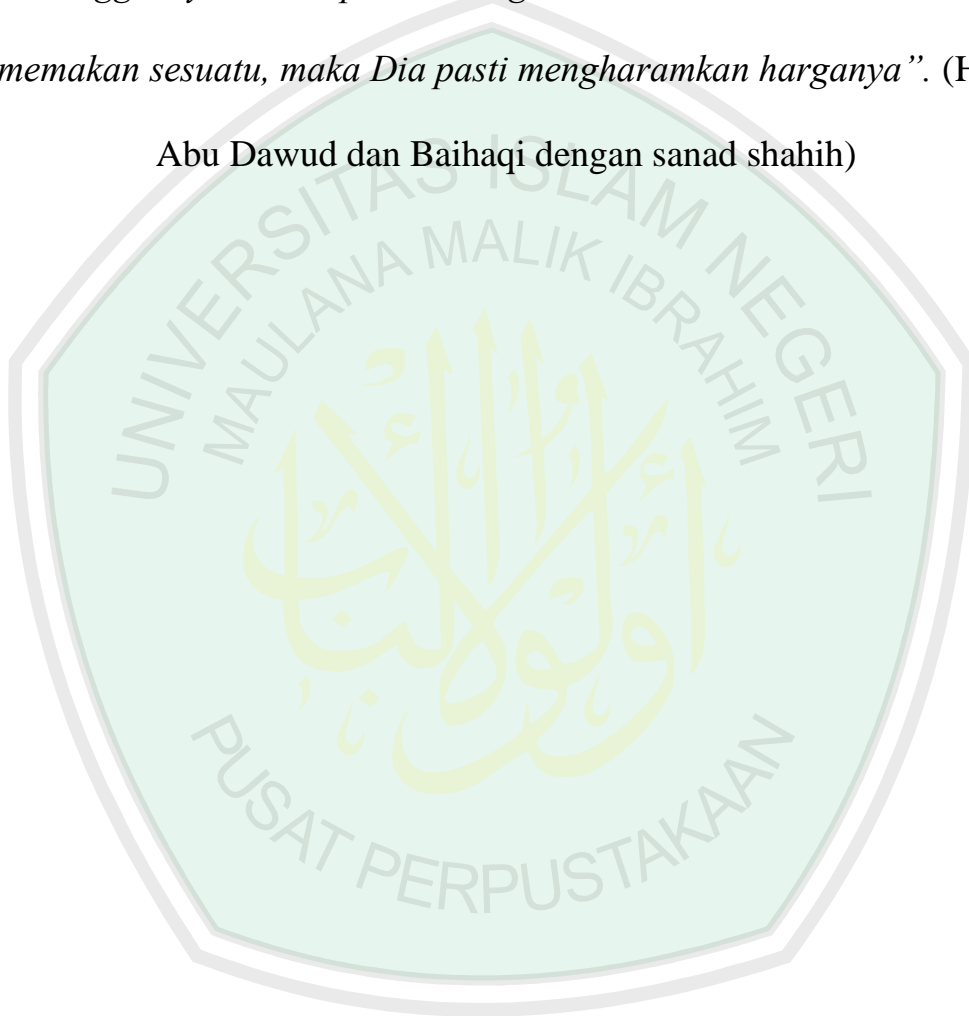 memakan sesuatu, maka Dia pasti mengharamkan harganya”. (H
Abu Dawud dan Baihaqi dengan sanad shahih)
UNIVERSITAS ISLAM NEGERI
MAULANA MALIK IBRAHIM
PUSAT PERPUSTAKAAN